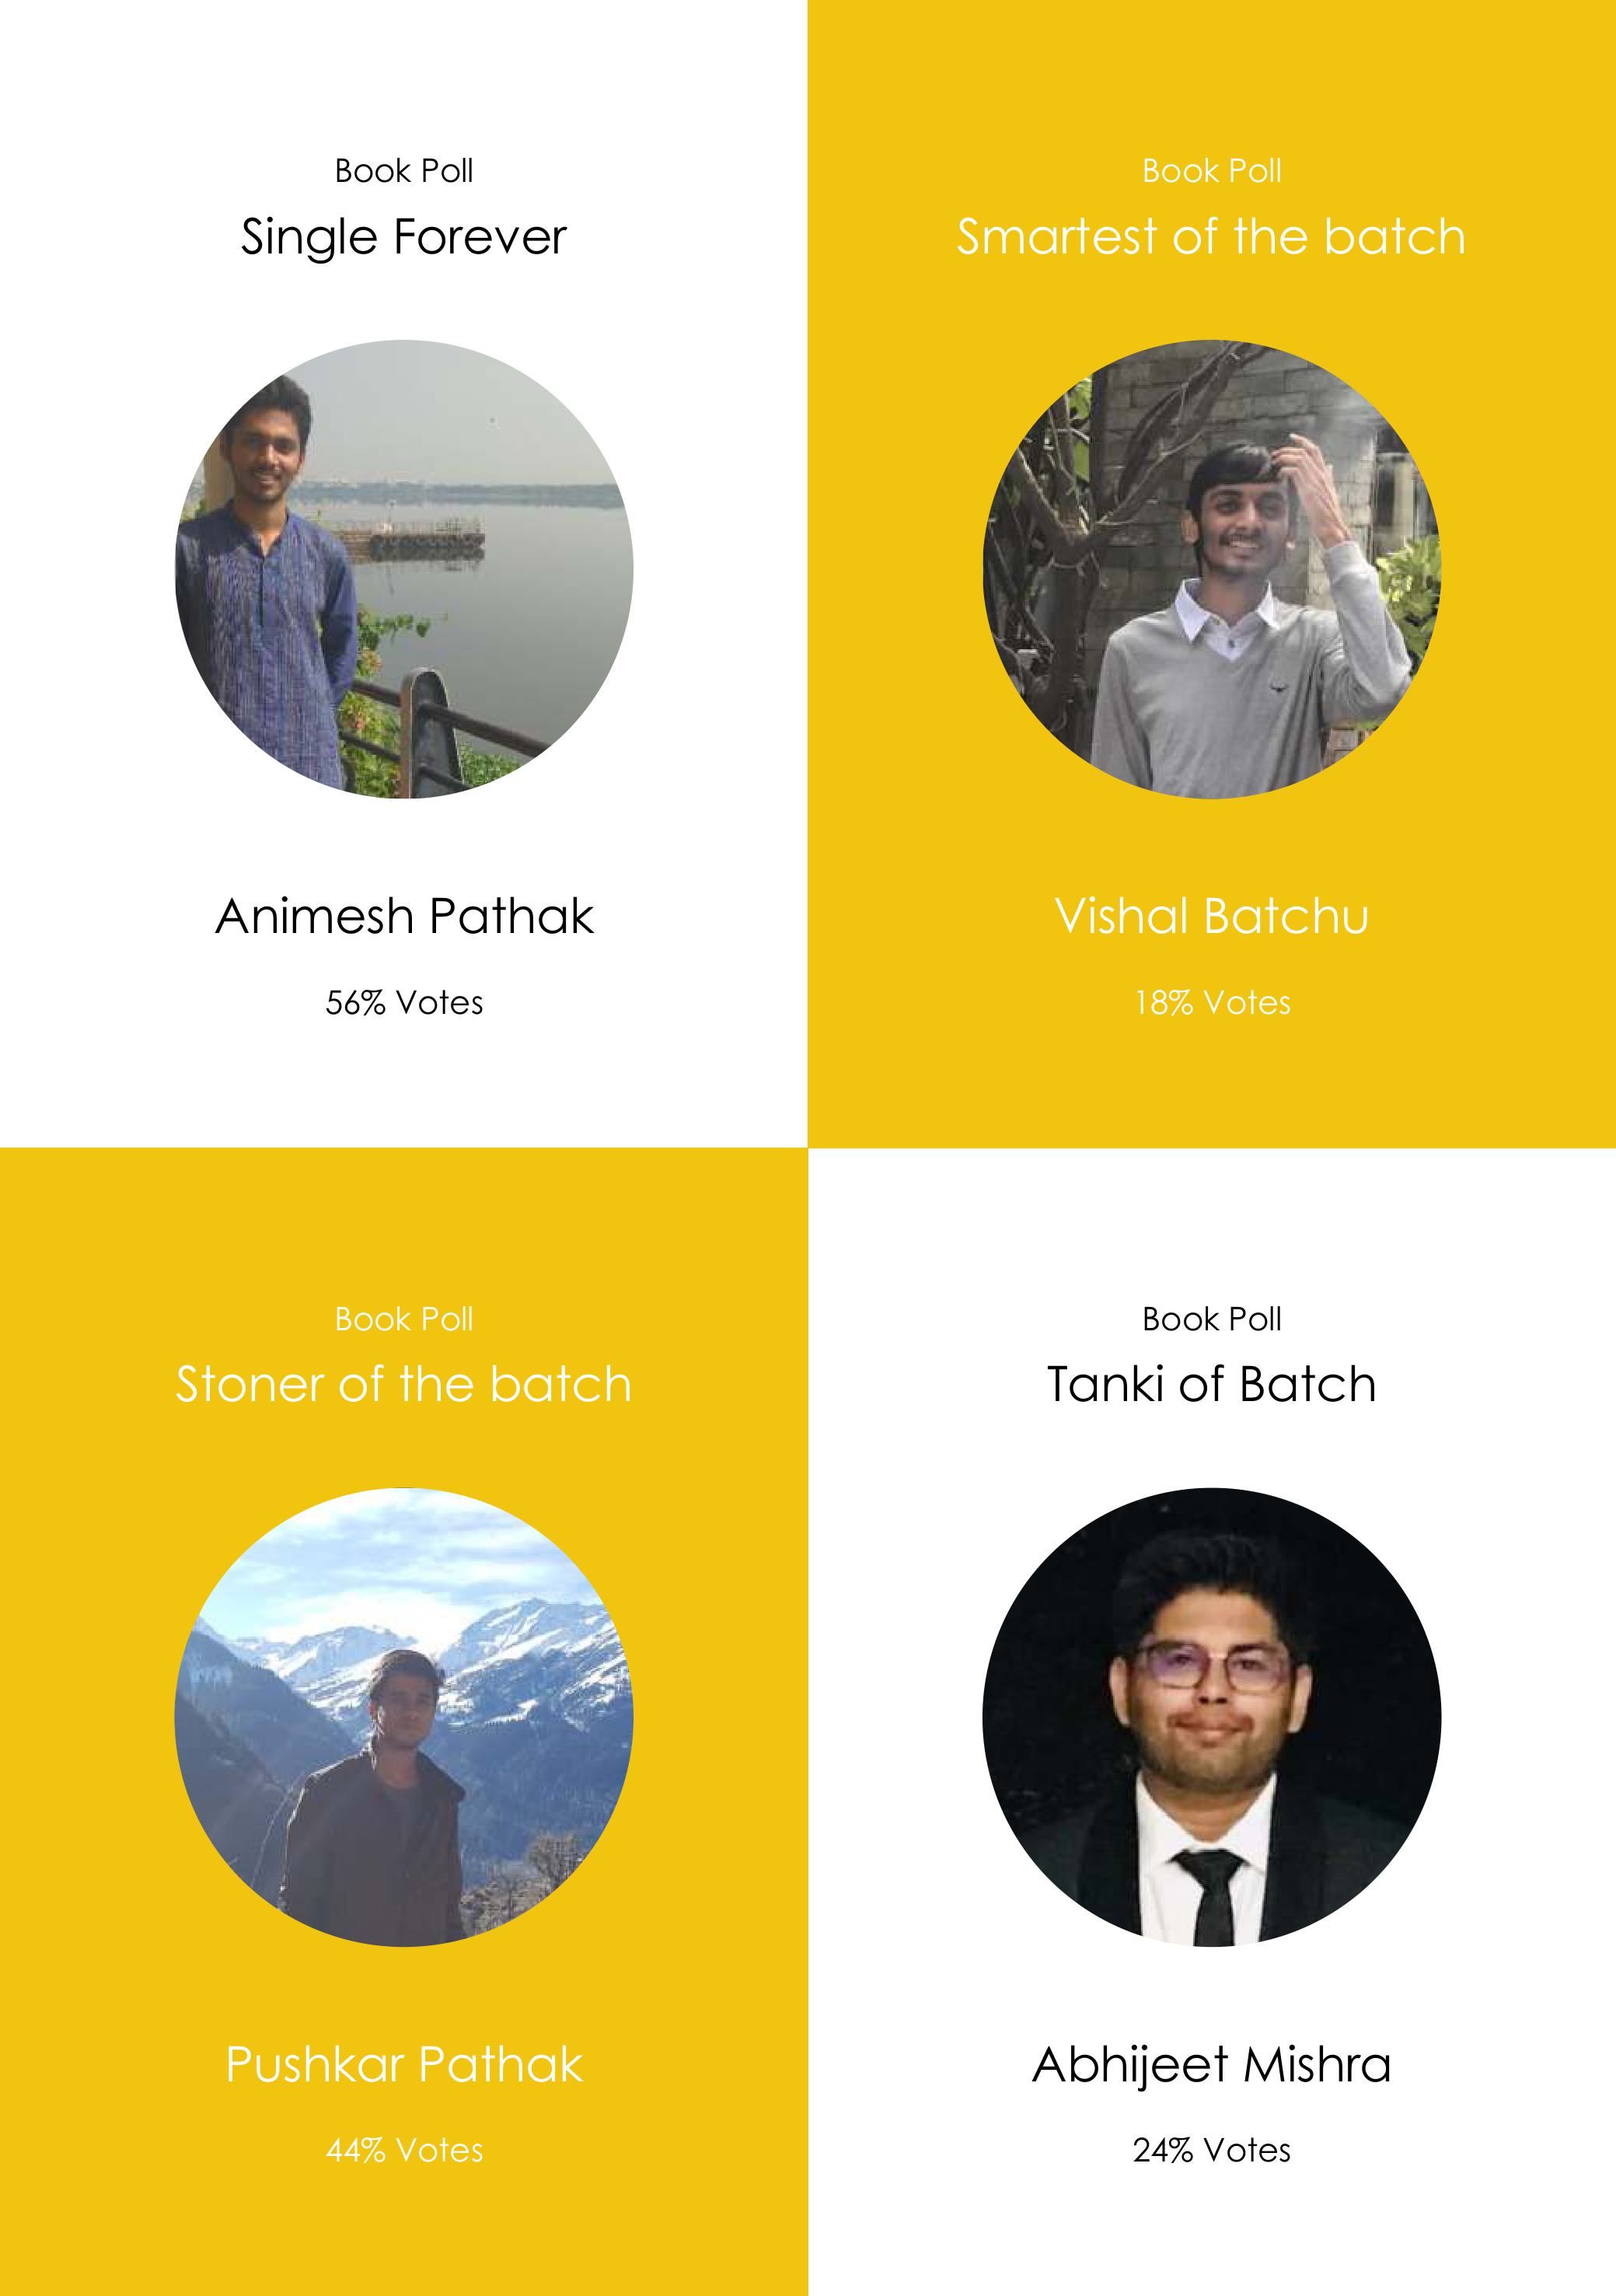 Book Poll
Single Forever
Animesh Pathak
56% Votes
Book Poll
Smartest of the batch
Vishal Batchu
18% Votes
Book Poll
Stoner of the batch
Pushkar Pathak
44% Votes
Book Poll
Tanki of Batch
Abhijeet Mishra
24% Votes